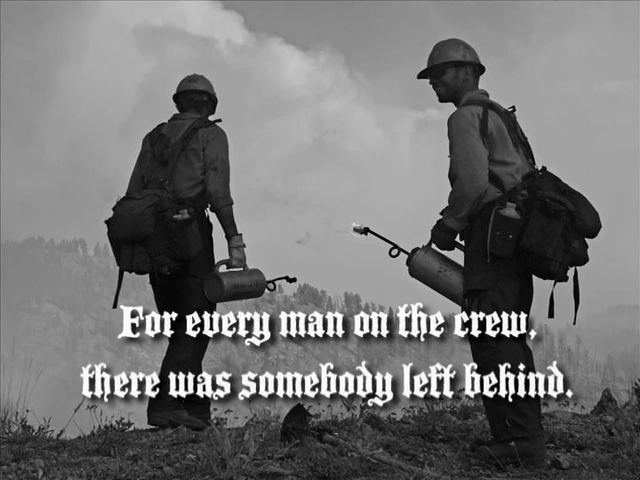 For every man on the crew,
there was somebody left behind.